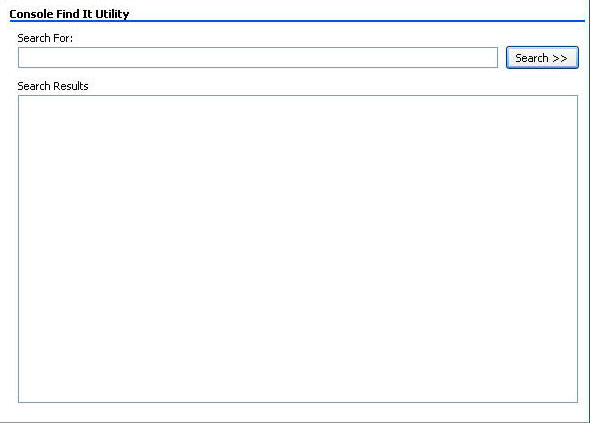 Console Find It Utility
Search For:
Search >>
Search Results